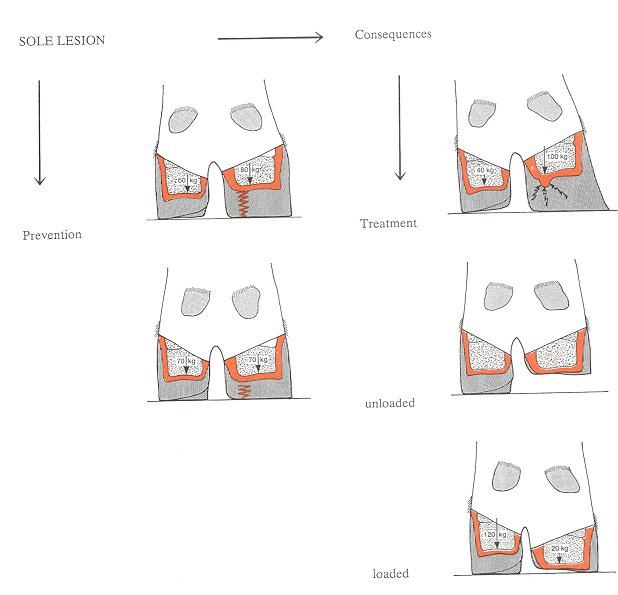 SOLE LESION
Consequences
60 kg
80 kg
40 kg
100 kg
Prevention
Treatment
70 kg
70 kg
unloaded
120 kg
20 kg
loaded